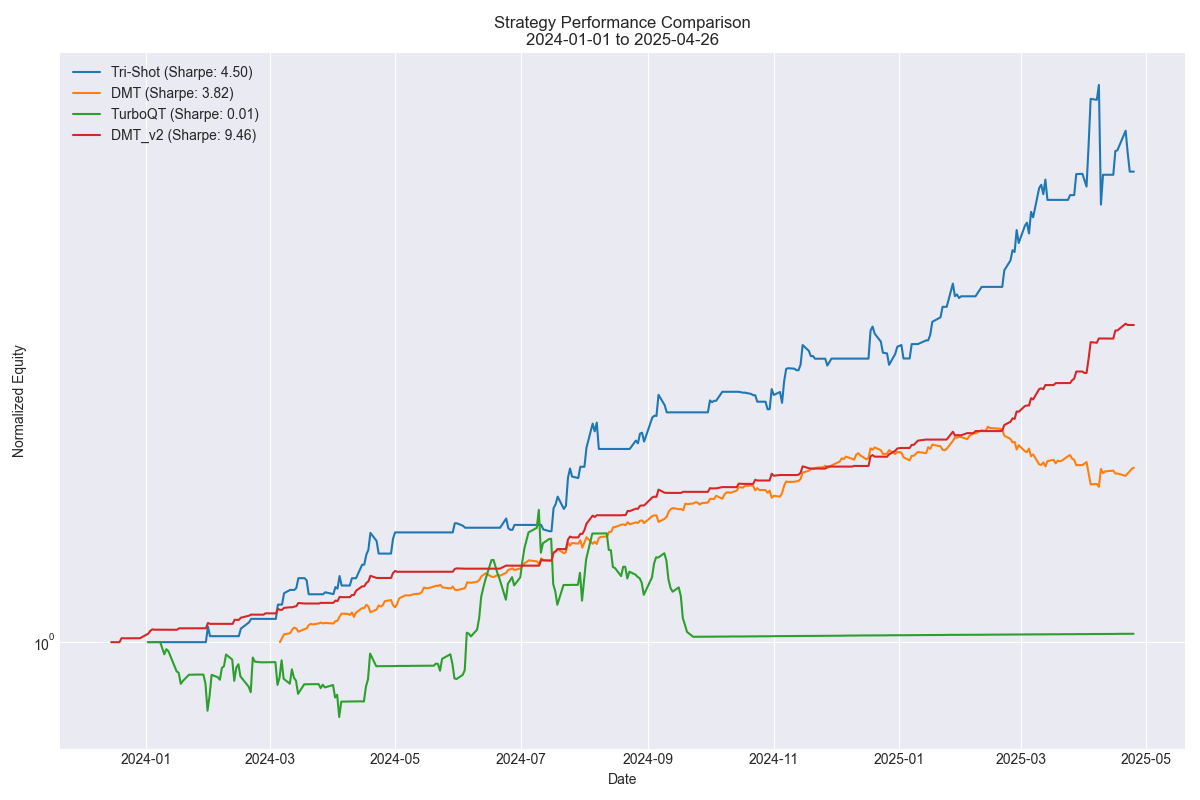 Strategy Performance Comparison
2024-01-01 to 2025-04-26
Tri-Shot (Sharpe: 4.50)
DMT (Sharpe: 3.82)
TurboQT (Sharpe: 0.01)
DMT_v2 (Sharpe: 9.46)
Normalized Equity
10⁰
2024-01 2024-03 2024-05 2024-07 2024-09 2024-11 2025-01 2025-03 2025-05
Date